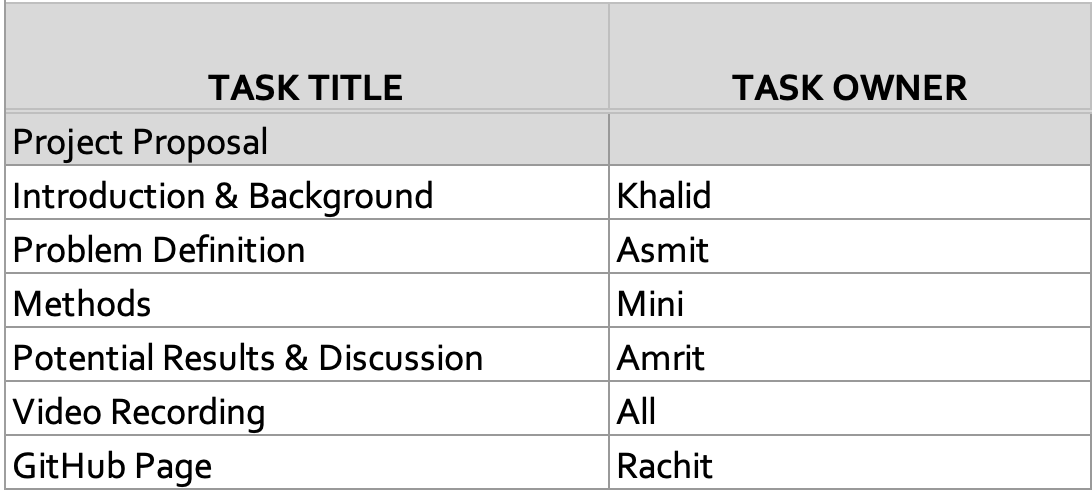 TASK TITLE TASK OWNER
Project Proposal
Introduction & Background Khalid
Problem Definition Asmit
Methods Mini
Potential Results & Discussion Amrit
Video Recording All
GitHub Page Rachit